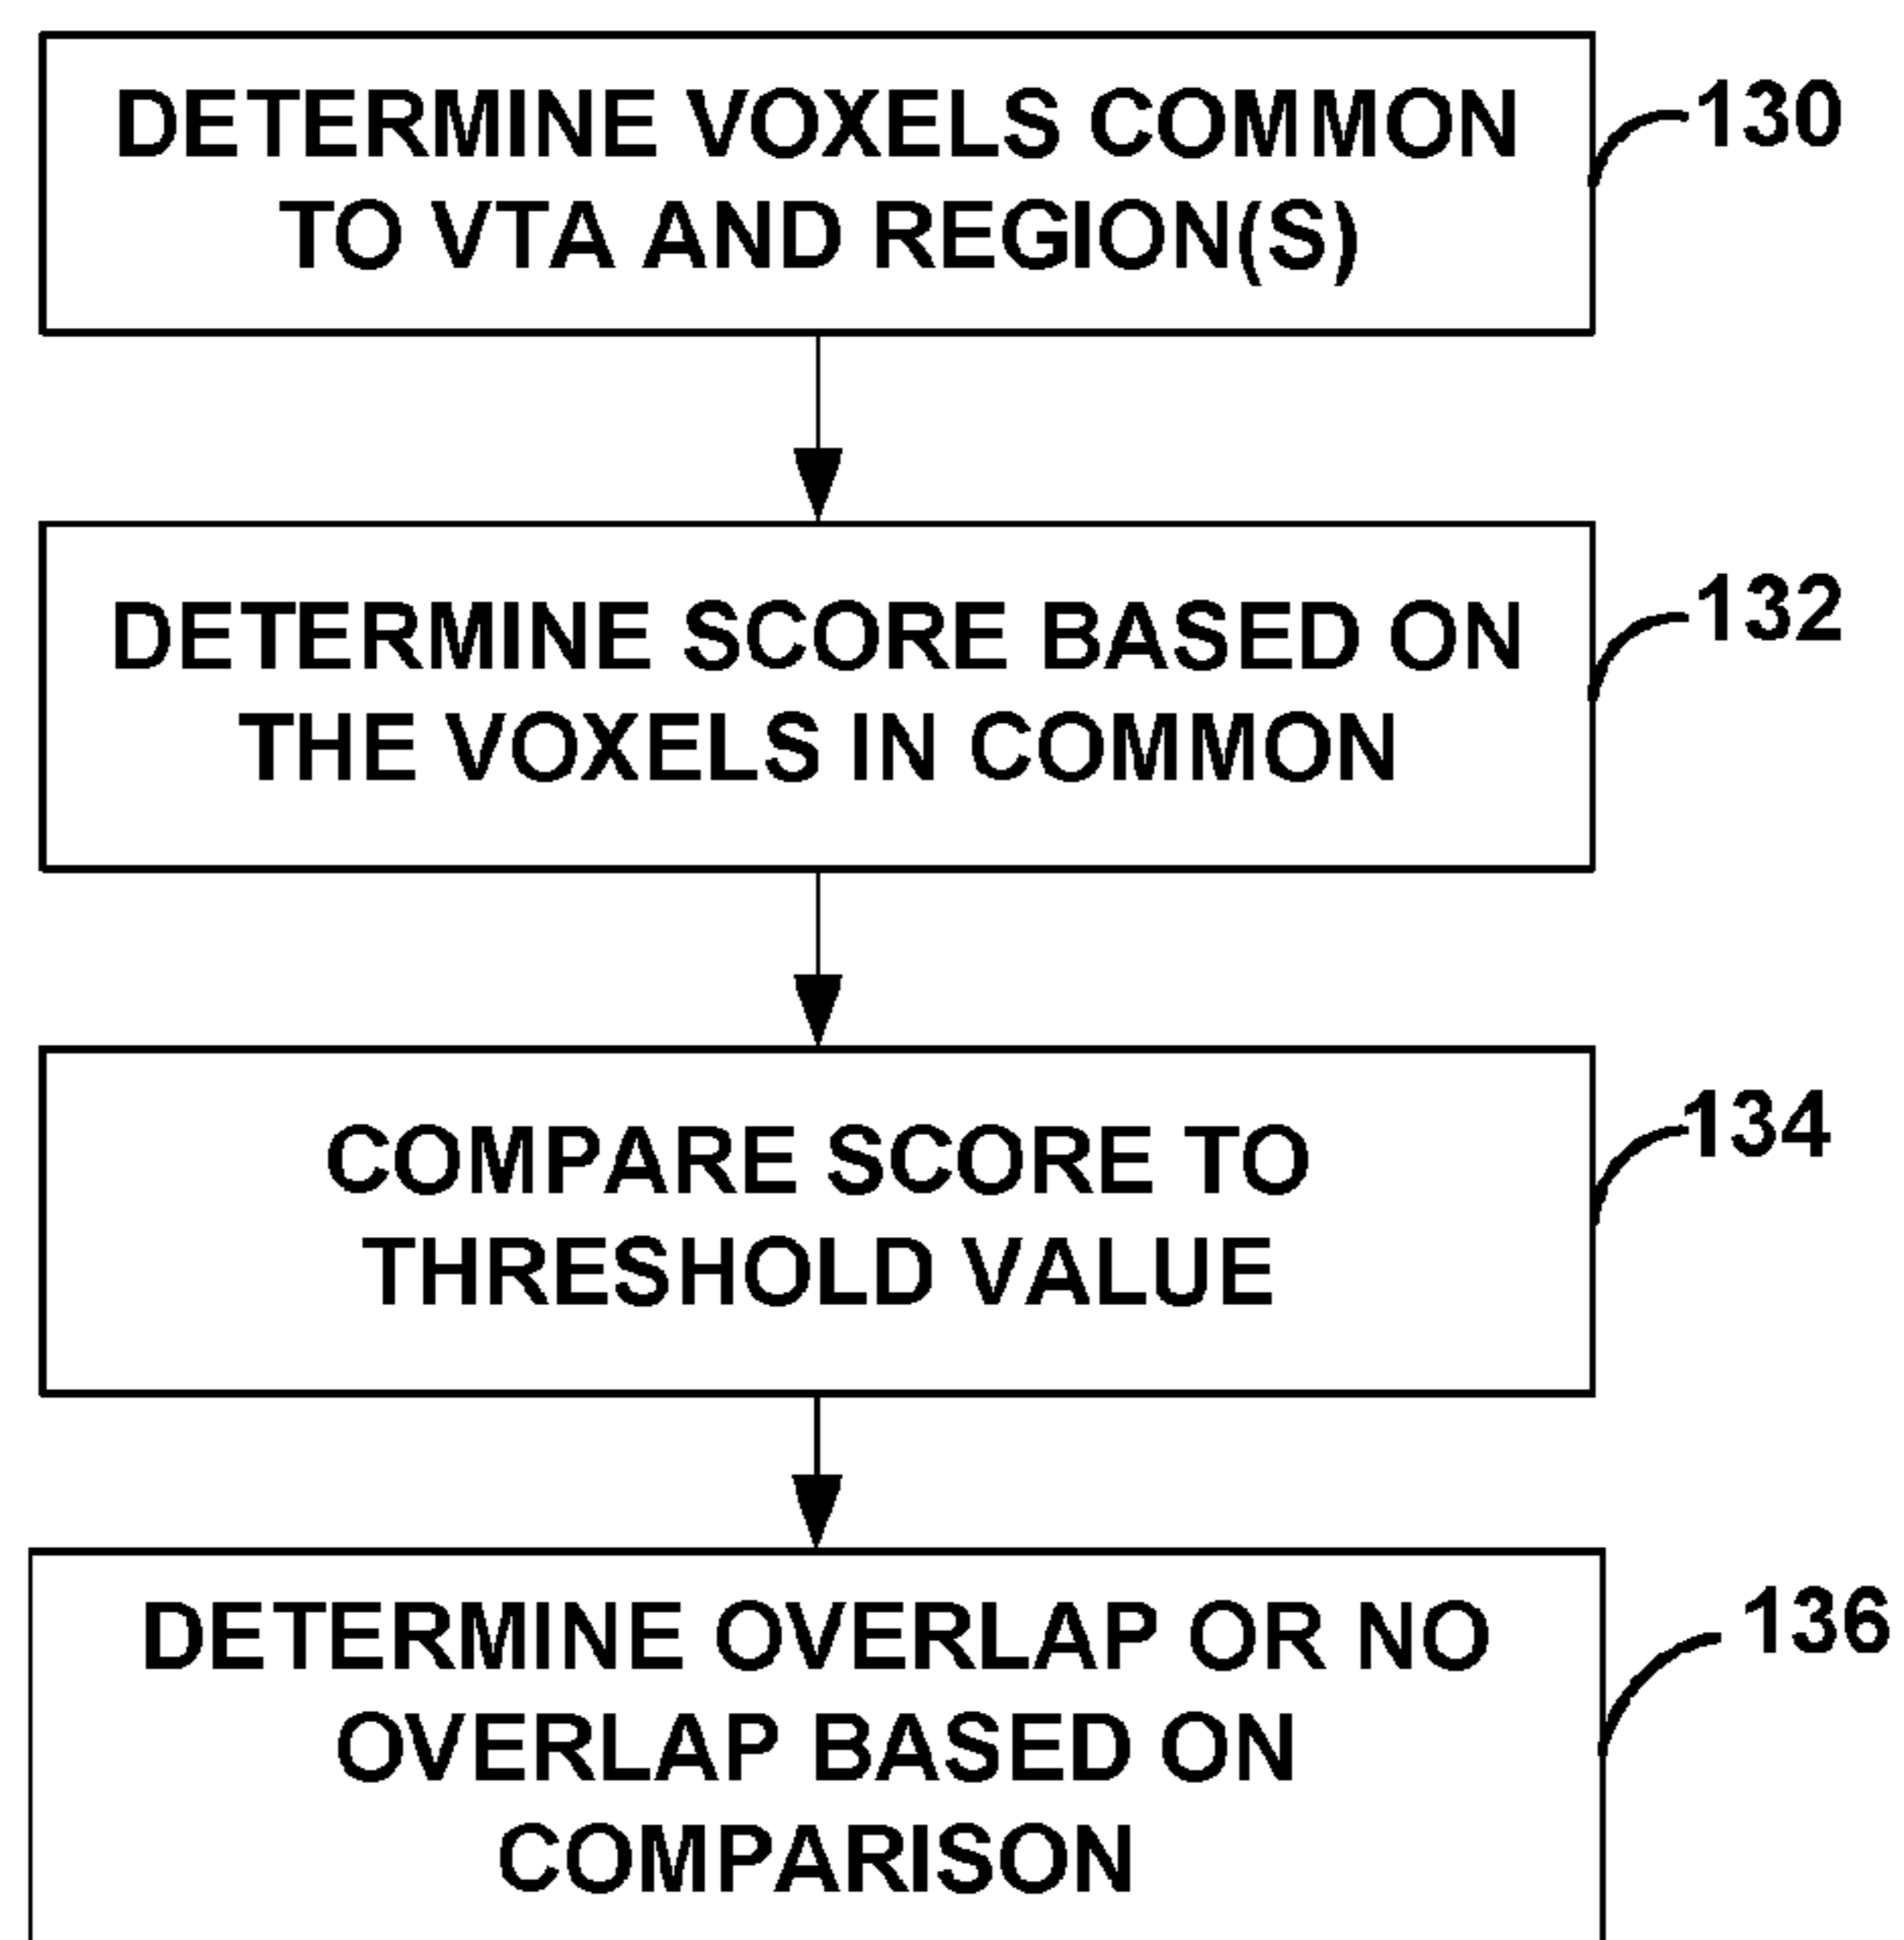 DETERMINE VOXELS COMMON
TO VTA AND REGION(S)
130
DETERMINE SCORE BASED ON
THE VOXELS IN COMMON
132
COMPARE SCORE TO
THRESHOLD VALUE
134
DETERMINE OVERLAP OR NO
OVERLAP BASED ON
COMPARISON
136